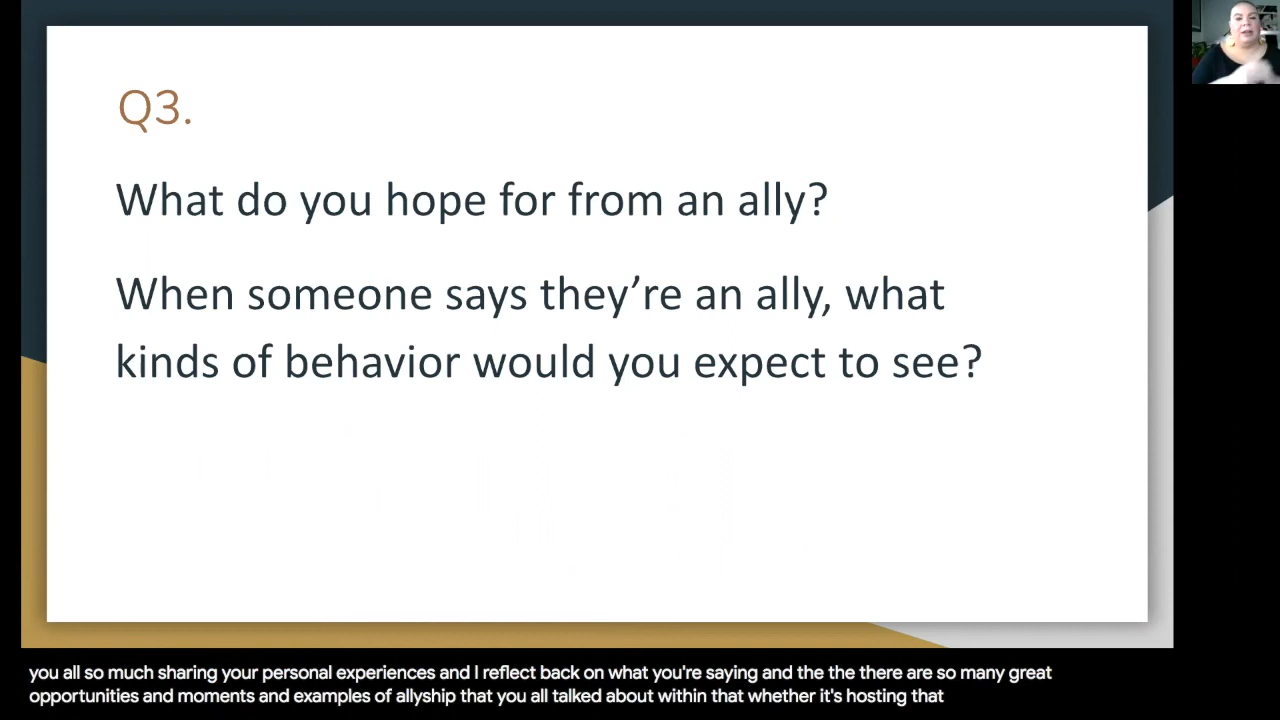 Q3.
What do you hope for from an ally?
When someone says they're an ally, what
kinds of behavior would you expect to see?
you all so much sharing your personal experiences and I reflect back on what you're saying and the the there are so many great
opportunities and moments and examples of allyship that you all talked about within that whether it's hosting that